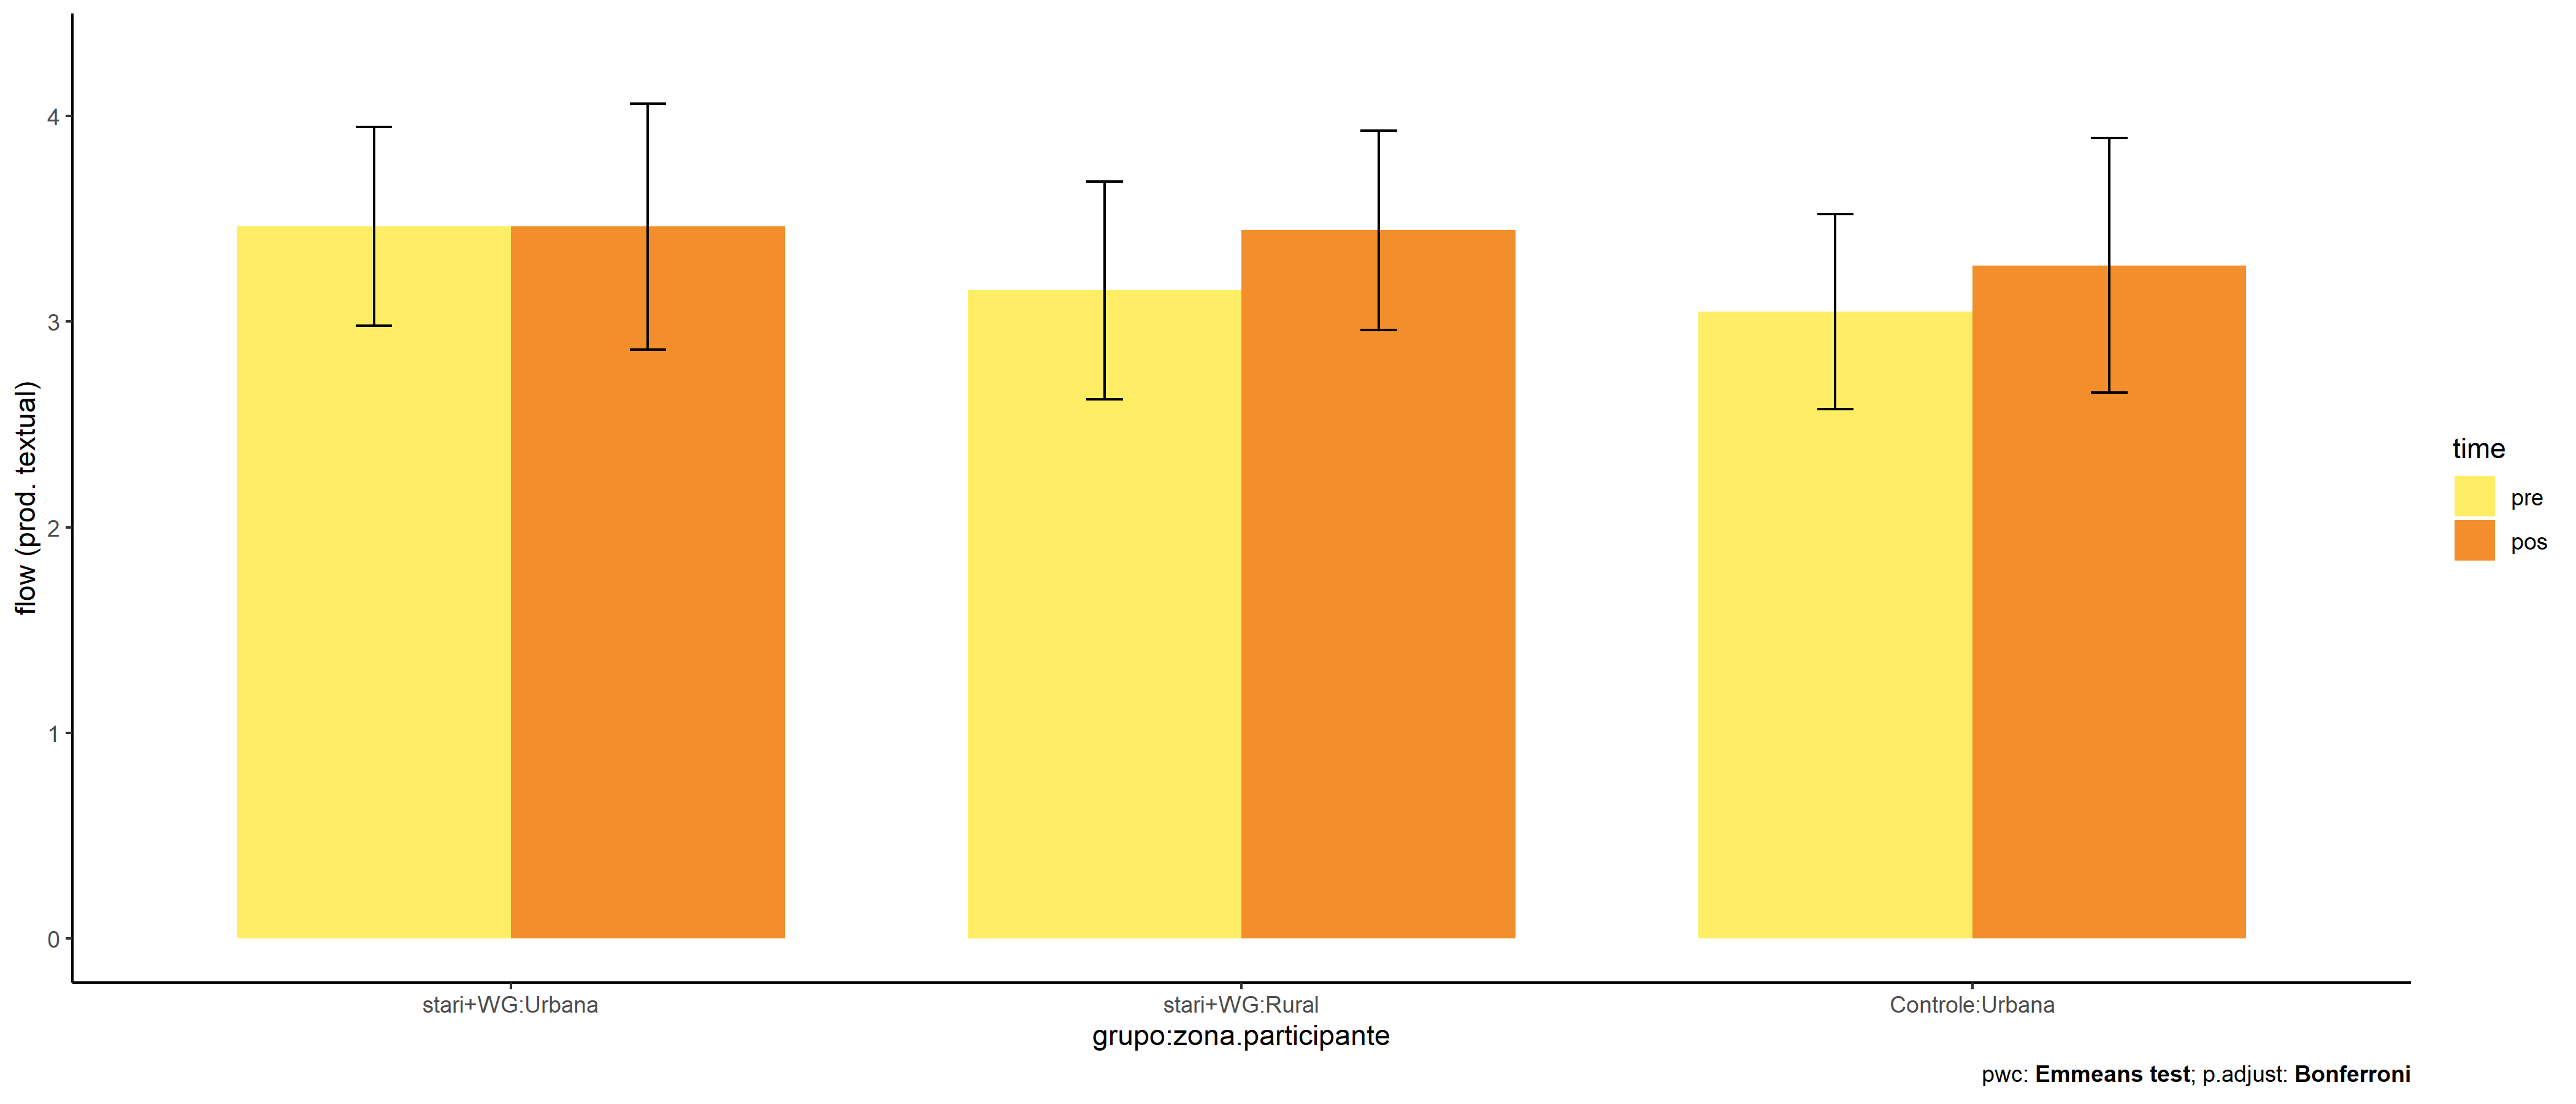 flow (prod. textual)
4
3
2
1
0
stari+WG:Urbana
stari+WG:Rural
Controle:Urbana
grupo:zona.participante
time
pre
pos
pwc: Emmeans test; p.adjust: Bonferroni